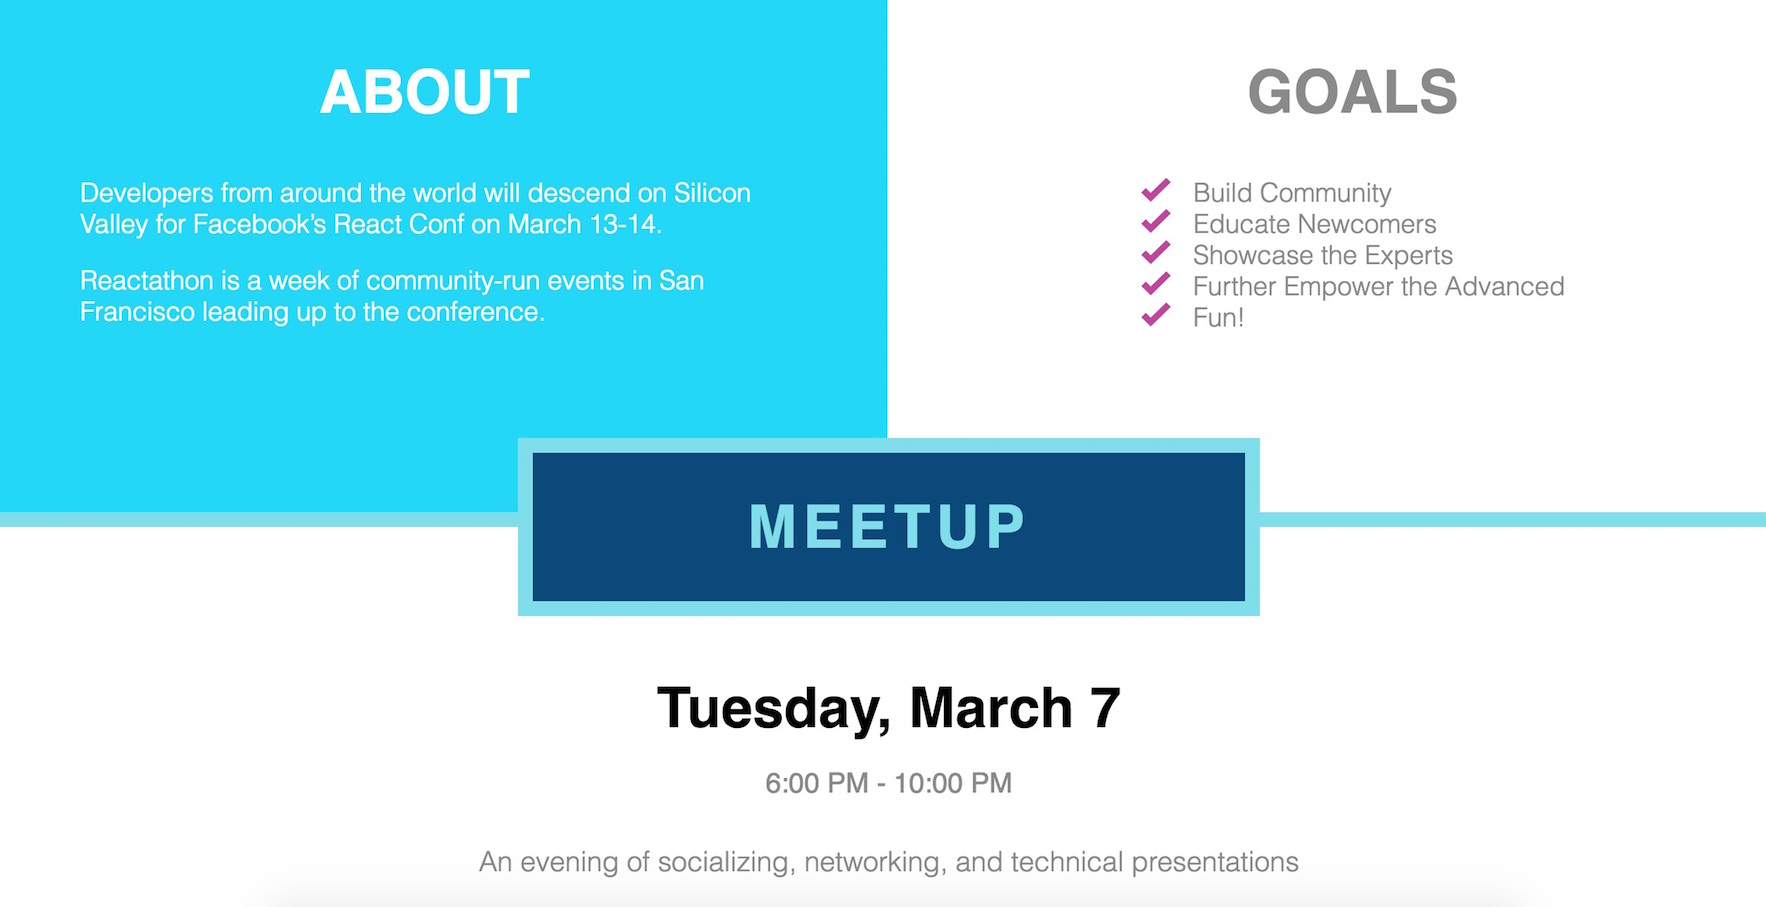 ABOUT
Developers from around the world will descend on Silicon
Valley for Facebook’s React Conf on March 13-14.
Reactathon is a week of community-run events in San
Francisco leading up to the conference.
GOALS
Build Community
Educate Newcomers
Showcase the Experts
Further Empower the Advanced
Fun!
MEETUP
Tuesday, March 7
6:00 PM - 10:00 PM
An evening of socializing, networking, and technical presentations